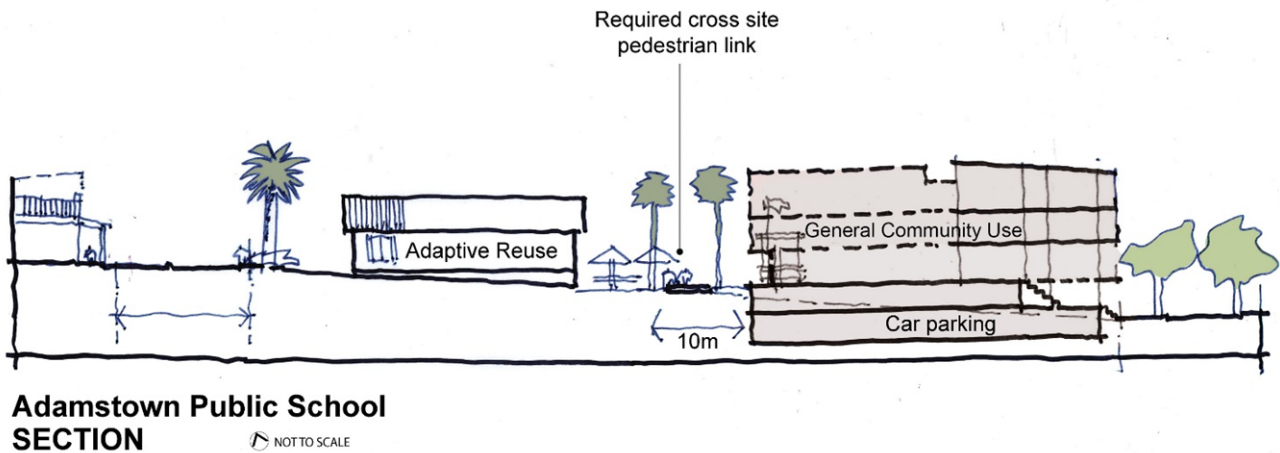 Required cross site
pedestrian link
General Community Use
Adaptive Reuse
Car parking
10m
Adamstown Public School
SECTION
NOT TO SCALE